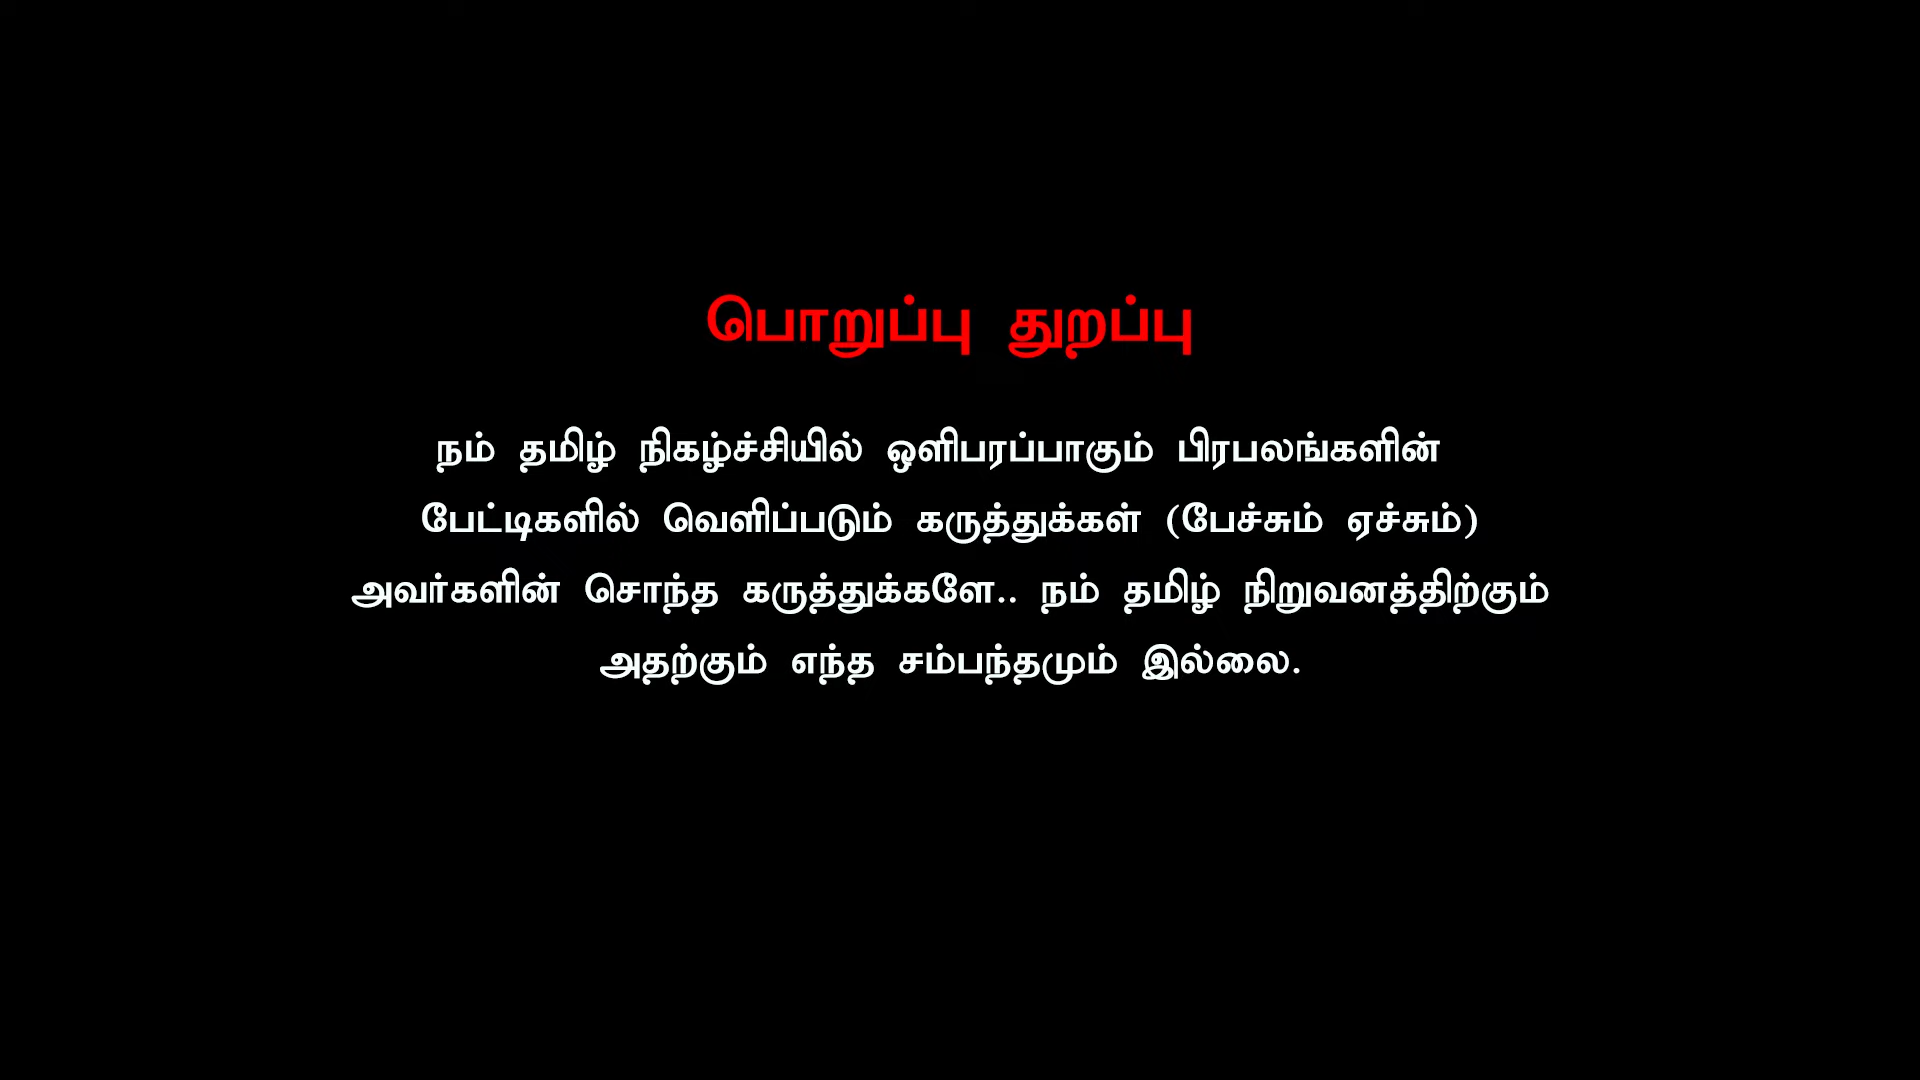 பொறுப்பு துறப்பு
நம் தமிழ் நிகழ்ச்சியில் ஒளிபரப்பாகும் பிரபலங்களின்
பேட்டிகளில் வெளிப்படும் கருத்துக்கள் (பேச்சும் ஏச்சும்)
அவர்களின் சொந்த கருத்துக்களே.. நம் தமிழ் நிறுவனத்திற்கும்
அதற்கும் எந்த சம்பந்தமும் இல்லை.